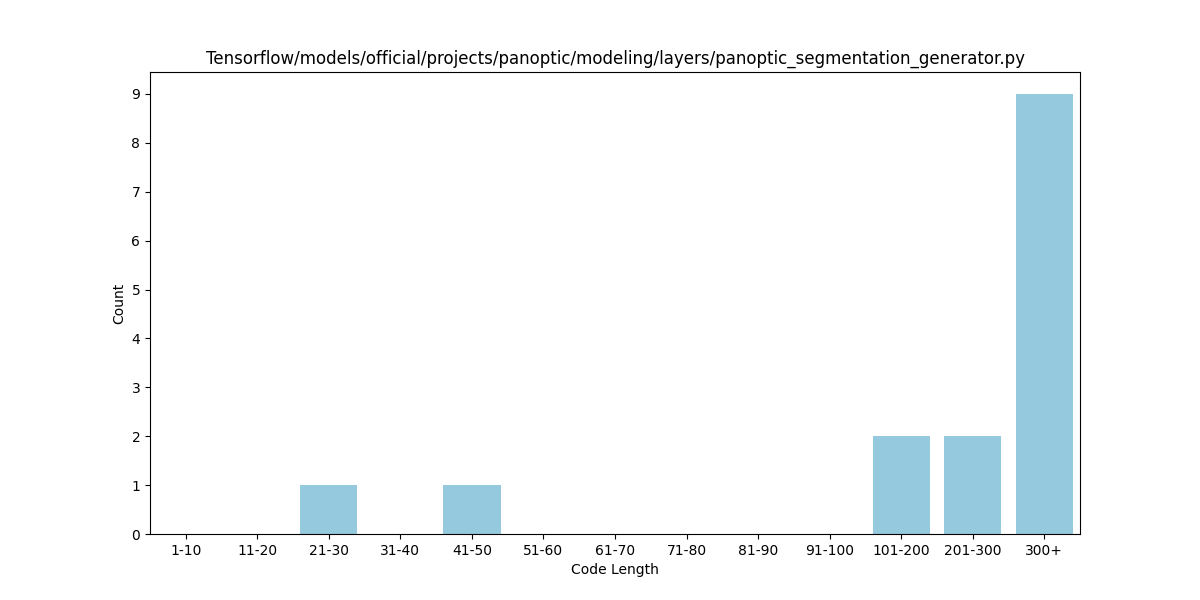 Tensorflow/models/official/projects/panoptic/modeling/layers/panoptic_segmentation_generator.py
9
8
7
6
5
4
3
2
1
0
Count
1-10 11-20 21-30 31-40 41-50 51-60 61-70 71-80 81-90 91-100 101-200 201-300 300+
Code Length